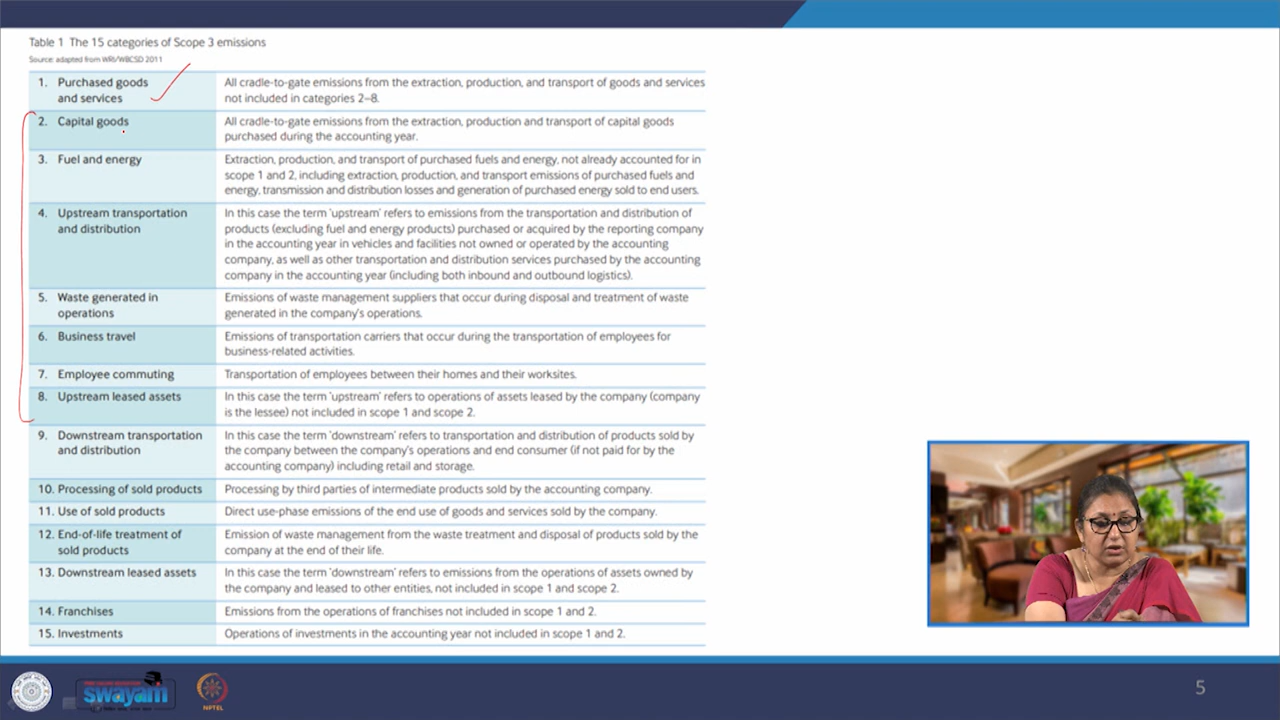 Table 1 The 15 categories of Scope 3 emissions
Source: adapted from WRI/WBCSD 2011
1. Purchased goods
and services
All cradle-to-gate emissions from the extraction, production, and transport of goods and services
not included in categories 2–8.
2. Capital goods
All cradle-to-gate emissions from the extraction, production and transport of capital goods
purchased during the accounting year.
3. Fuel and energy
Extraction, production, and transport of purchased fuels and energy, not already accounted for in
scope 1 and 2, including extraction, production, and transport emissions of purchased fuels and
energy, transmission and distribution losses and generation of purchased energy sold to end users.
4. Upstream transportation
and distribution
In this case the term 'upstream' refers to emissions from the transportation and distribution of
products (excluding fuel and energy products) purchased or acquired by the reporting company
in the accounting year in vehicles and facilities not owned or operated by the accounting
company, as well as other transportation and distribution services purchased by the accounting
company in the accounting year (including both inbound and outbound logistics).
5. Waste generated in
operations
Emissions of waste management suppliers that occur during disposal and treatment of waste
generated in the company's operations.
6. Business travel
Emissions of transportation carriers that occur during the transportation of employees for
business-related activities.
7. Employee commuting
Transportation of employees between their homes and their worksites.
8. Upstream leased assets
In this case the term 'upstream' refers to operations of assets leased by the company (company
is the lessee) not included in scope 1 and scope 2.
9. Downstream transportation
and distribution
In this case the term 'downstream' refers to transportation and distribution of products sold by
the company between the company's operations and end consumer (if not paid for by the
accounting company) including retail and storage.
10. Processing of sold products
Processing by third parties of intermediate products sold by the accounting company.
11. Use of sold products
Direct use-phase emissions of the end use of goods and services sold by the company.
12. End-of-life treatment of
sold products
Emission of waste management from the waste treatment and disposal of products sold by the
company at the end of their life.
13. Downstream leased assets
In this case the term 'downstream' refers to emissions from the operations of assets owned by
the company and leased to other entities, not included in scope 1 and scope 2.
14. Franchises
Emissions from the operations of franchises not included in scope 1 and 2.
15. Investments
Operations of investments in the accounting year not included in scope 1 and 2.
swayam
NPTEL
5